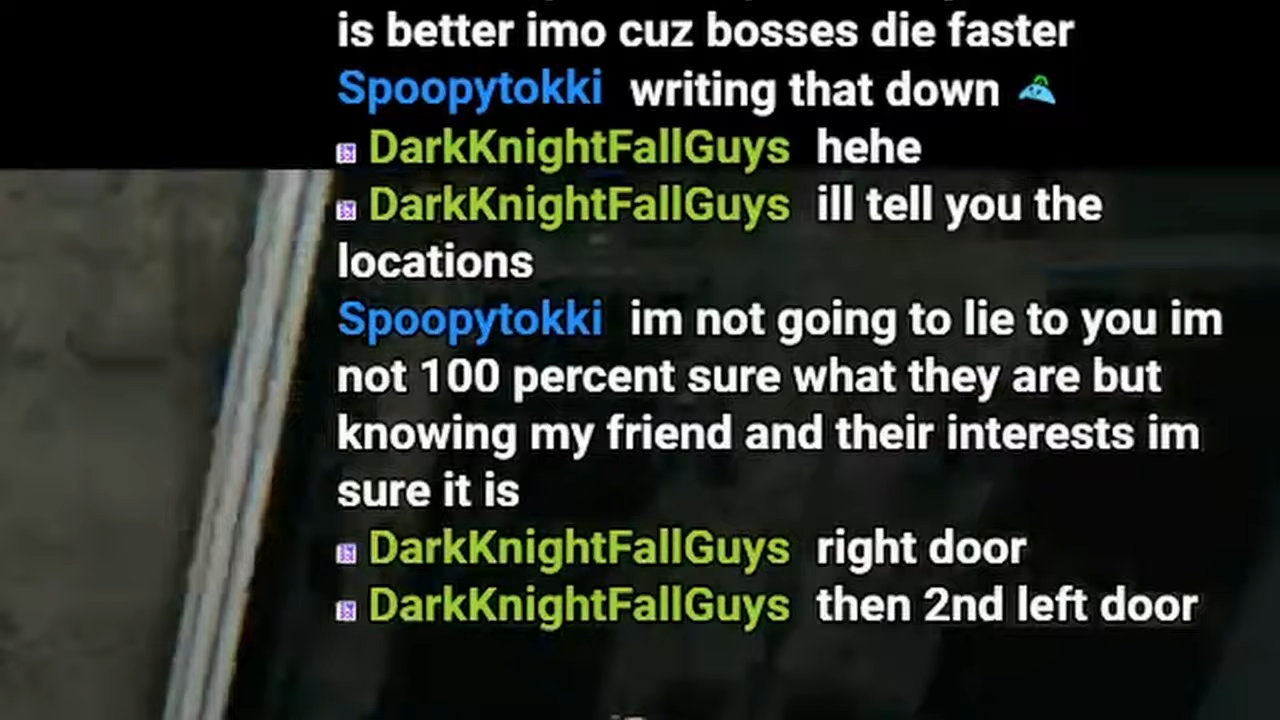 is better imo cuz bosses die faster
Spoopytokki writing that down
DarkKnightFallGuys hehe
DarkKnightFallGuys ill tell you the
locations
Spoopytokki im not going to lie to you im
not 100 percent sure what they are but
knowing my friend and their interests im
sure it is
DarkKnightFallGuys right door
DarkKnightFallGuys then 2nd left door